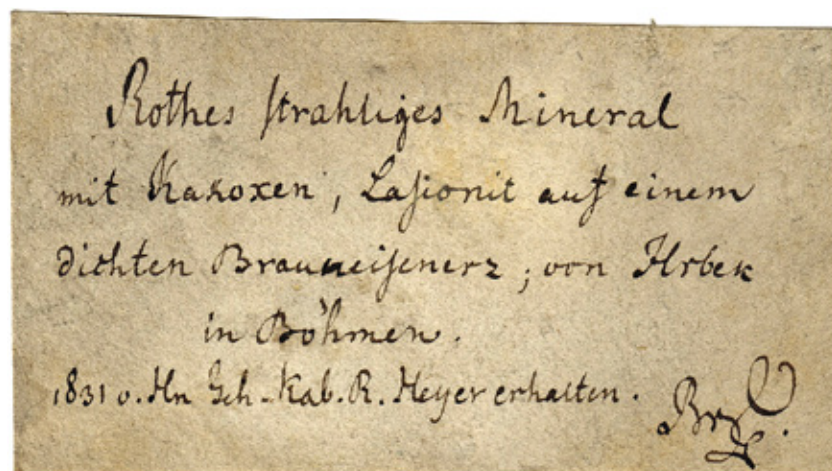 Rothes strahliges Mineral
mit Kakoxen, Lasionit auf einem
dichten Brauneisenerz; von Hrbek
in Böhmen.
1831 v. Hn Geh. Kab. R. Heyer erhalten.